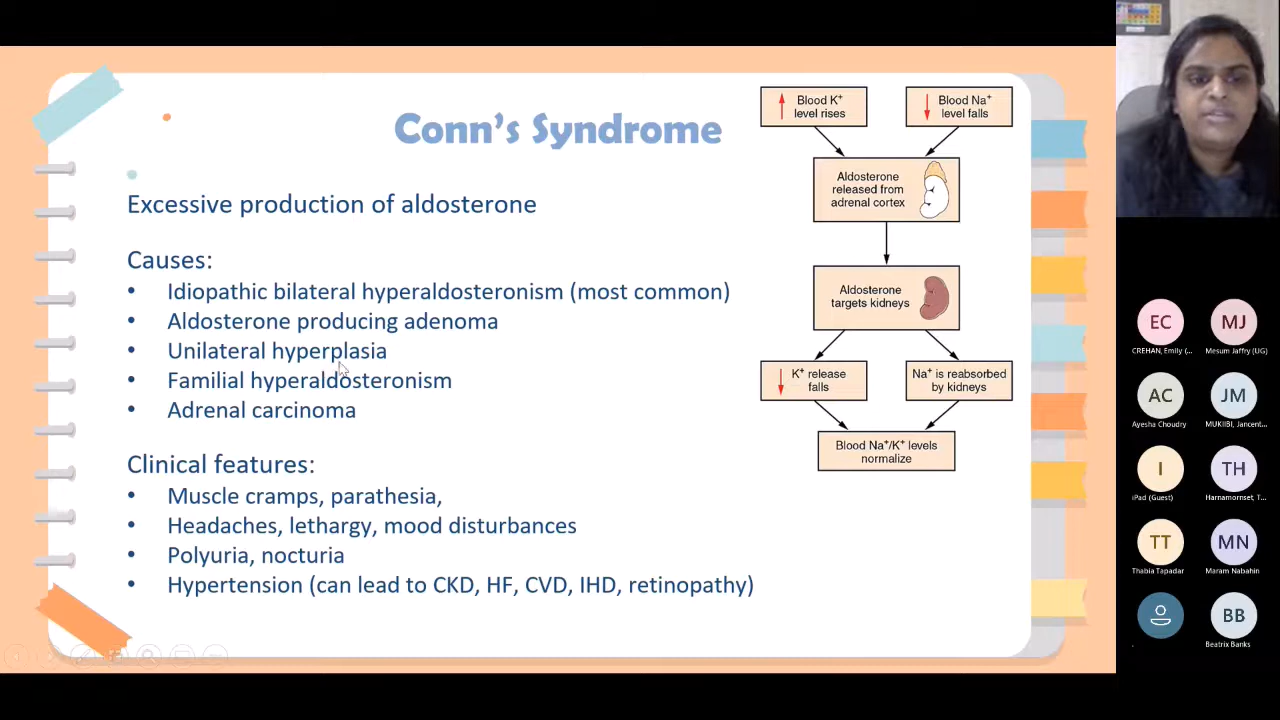 Conn's Syndrome
Excessive production of aldosterone
Causes:
• Idiopathic bilateral hyperaldosteronism (most common)
• Aldosterone producing adenoma
• Unilateral hyperplasia
• Familial hyperaldosteronism
• Adrenal carcinoma
Clinical features:
• Muscle cramps, parathesia,
• Headaches, lethargy, mood disturbances
• Polyuria, nocturia
• Hypertension (can lead to CKD, HF, CVD, IHD, retinopathy)
Blood K⁺
level rises
Blood Na⁺
level falls
Aldosterone
released from
adrenal cortex
Aldosterone
targets kidneys
K⁺ release
falls
Na⁺ is reabsorbed
by kidneys
Blood Na⁺/K⁺ levels
normalize
EC
CREHAN, Emily (...
MJ
Mesum Jaffry (UG)
AC
Ayesha Choudry
JM
MUKIIBI, Jancent...
I
iPad (Guest)
TH
Harnamornset, T...
TT
Thabia Tapadar
MN
Maram Nabahin
.
BB
Beatrix Banks